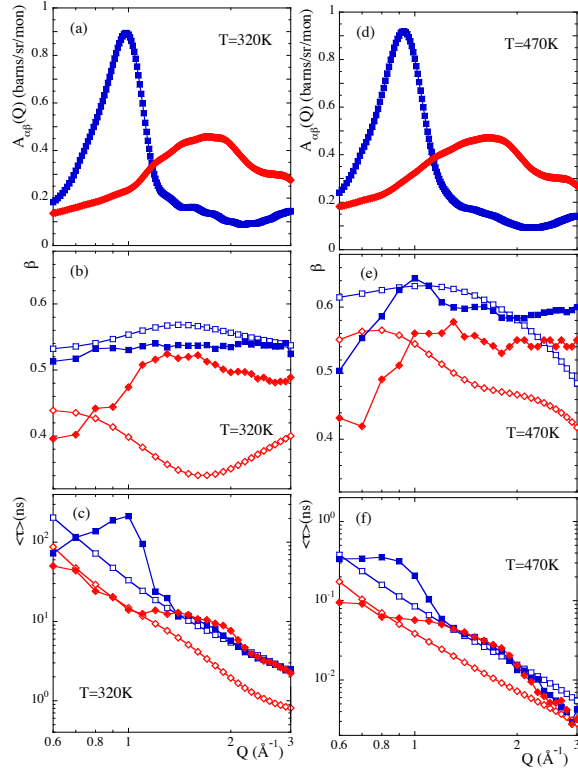 (a)
T=320K
A_αβ(Q) (barns/sr/mon)
1
0.8
0.6
0.4
0.2
0
(d)
T=470K
A_αβ(Q) (barns/sr/mon)
1
0.8
0.6
0.4
0.2
0
(b)
T=320K
β
0.6
0.5
0.4
(e)
T=470K
β
0.6
0.5
0.4
(c)
T=320K
<τ>(ns)
10²
10¹
10⁰
0.6
0.8
1
2
3
Q (Å⁻¹)
(f)
T=470K
<τ>(ns)
10⁰
10⁻¹
10⁻²
0.6
0.8
1
2
3
Q (Å⁻¹)